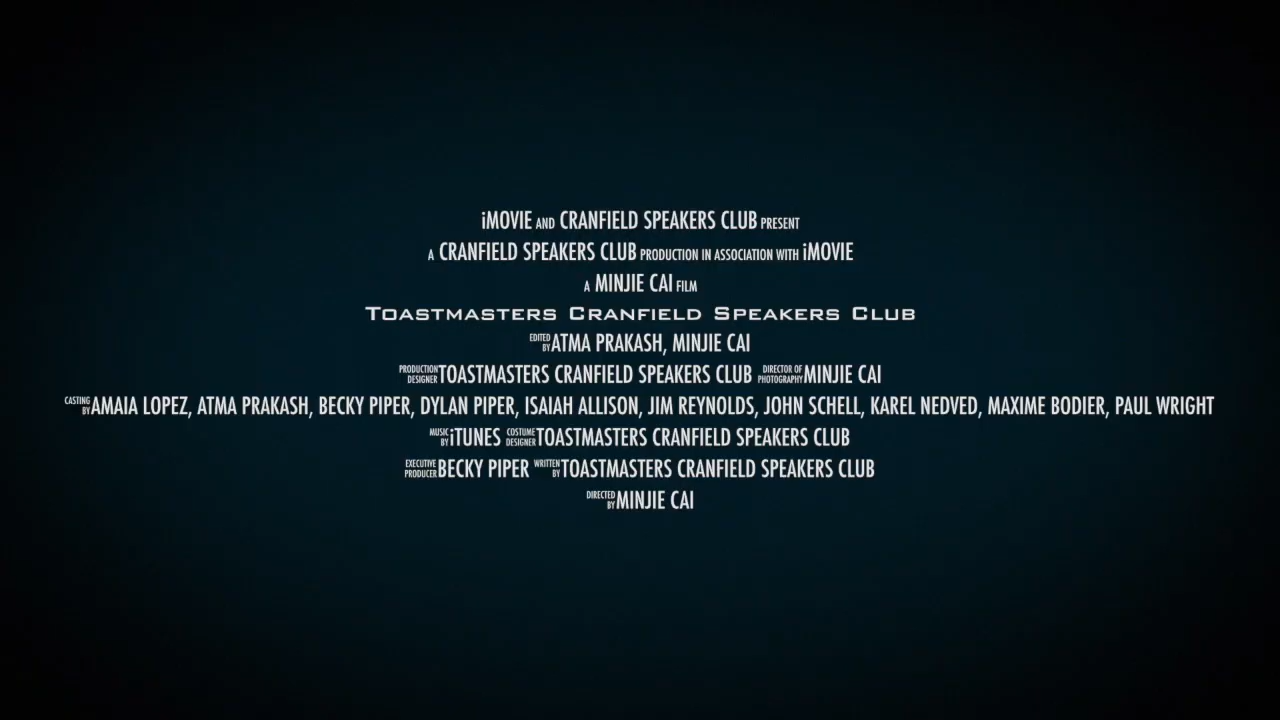 iMOVIE AND CRANFIELD SPEAKERS CLUB PRESENT
A CRANFIELD SPEAKERS CLUB PRODUCTION IN ASSOCIATION WITH iMOVIE
A MINJIE CAI FILM
TOASTMASTERS CRANFIELD SPEAKERS CLUB
EDITED BY ATMA PRAKASH, MINJIE CAI
PRODUCTION DESIGNER TOASTMASTERS CRANFIELD SPEAKERS CLUB DIRECTOR OF PHOTOGRAPHY MINJIE CAI
CASTING BY AMAIA LOPEZ, ATMA PRAKASH, BECKY PIPER, DYLAN PIPER, ISAIAH ALLISON, JIM REYNOLDS, JOHN SCHELL, KAREL NEDVED, MAXIME BODIER, PAUL WRIGHT
MUSIC BY iTUNES COSTUME DESIGNER TOASTMASTERS CRANFIELD SPEAKERS CLUB
EXECUTIVE PRODUCER BECKY PIPER WRITTEN BY TOASTMASTERS CRANFIELD SPEAKERS CLUB
DIRECTED BY MINJIE CAI